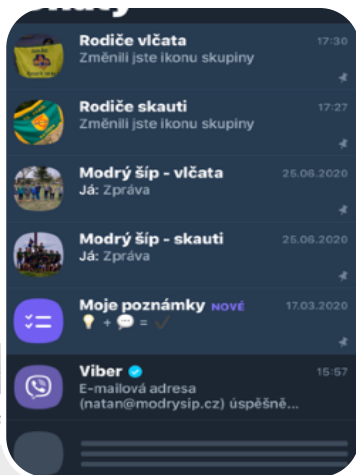 Rodiče vlčata 17:30
Změnili jste ikonu skupiny
Rodiče skauti 17:27
Změnili jste ikonu skupiny
Modrý šíp - vlčata 25.06.2020
Já: Zpráva
Modrý šíp - skauti 25.06.2020
Já: Zpráva
Moje poznámky NOVÉ 17.03.2020
💡 + 💬 = ✔
Viber 15:57
E-mailová adresa
(natan@modrysip.cz) úspěšně...